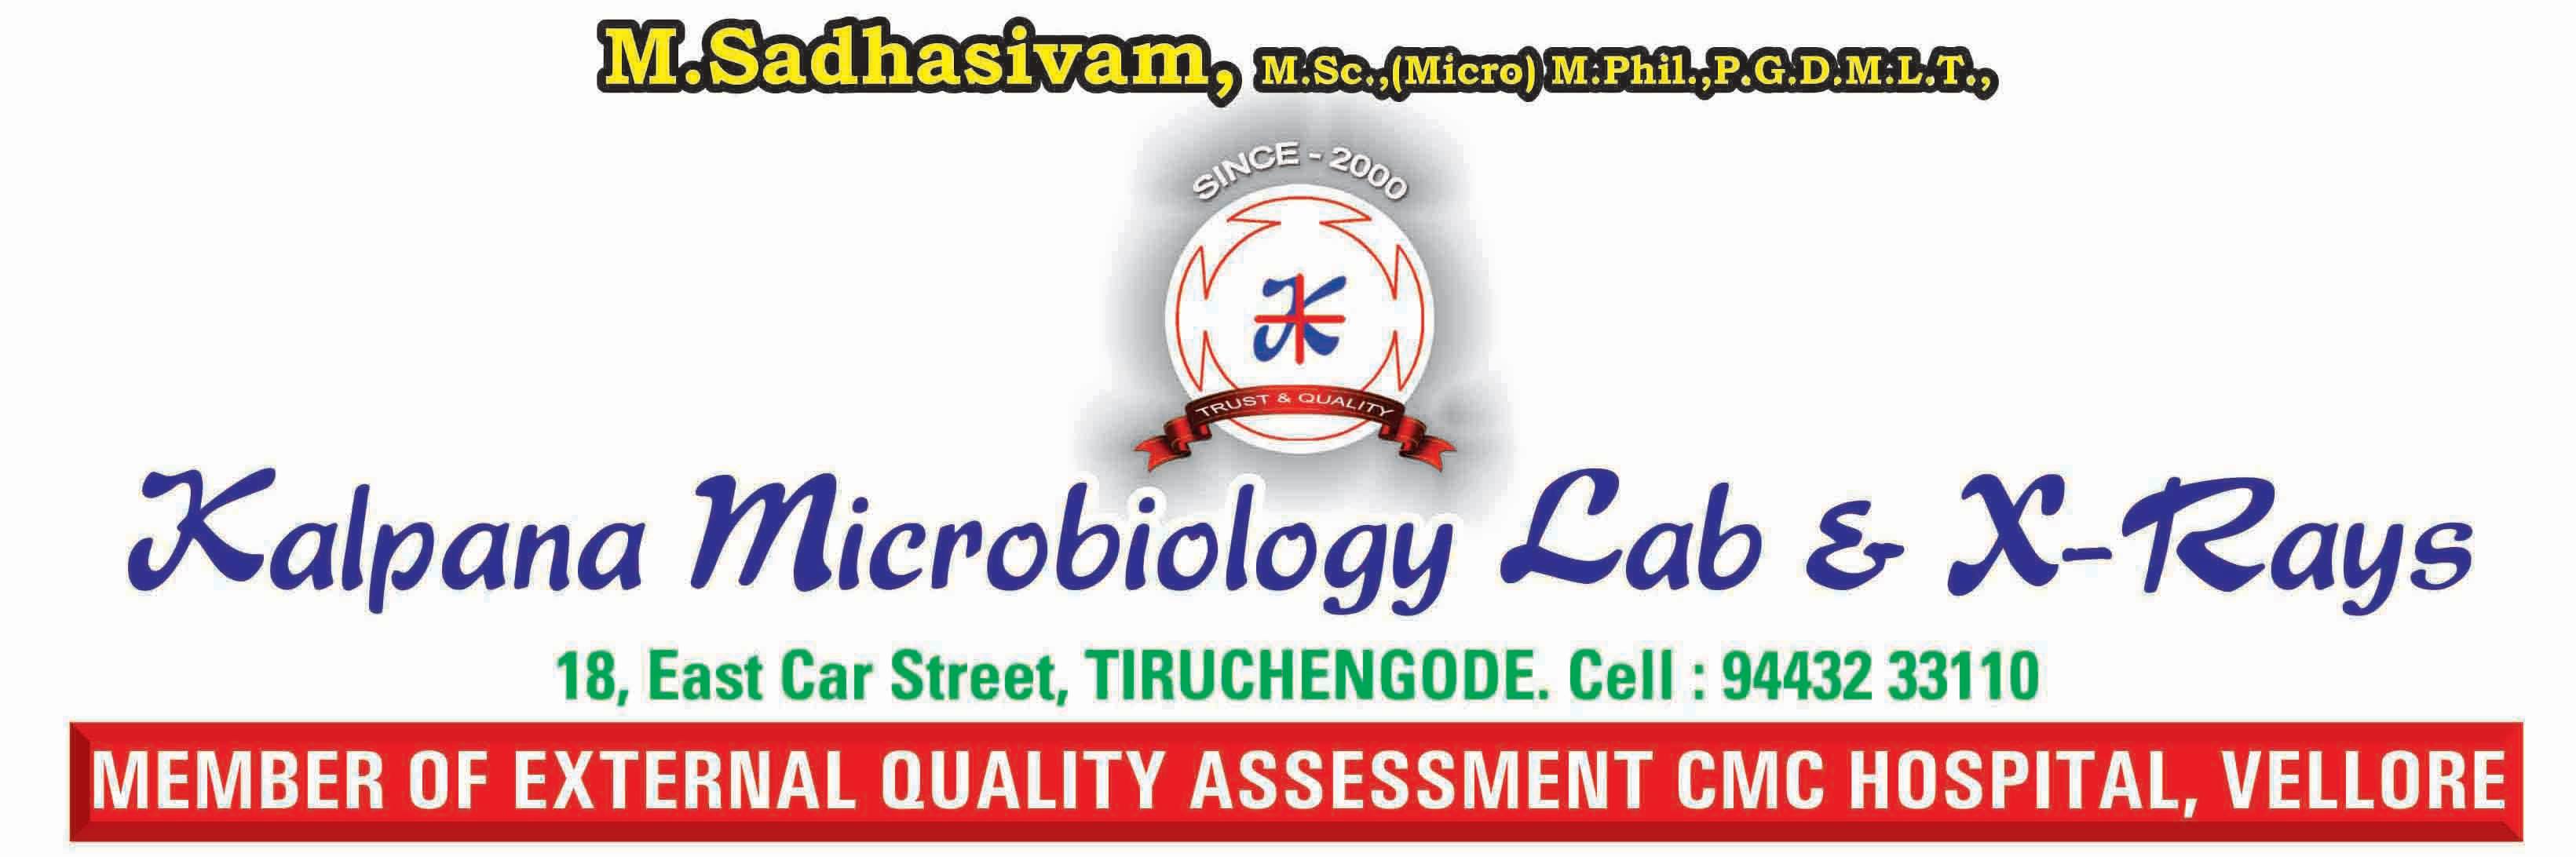 M.Sadhasivam, M.Sc.,(Micro) M.Phil.,P.G.D.M.L.T.,
SINCE - 2000
K
TRUST & QUALITY
Kalpana Microbiology Lab & X-Rays
18, East Car Street, TIRUCHENGODE. Cell : 94432 33110
MEMBER OF EXTERNAL QUALITY ASSESSMENT CMC HOSPITAL, VELLORE